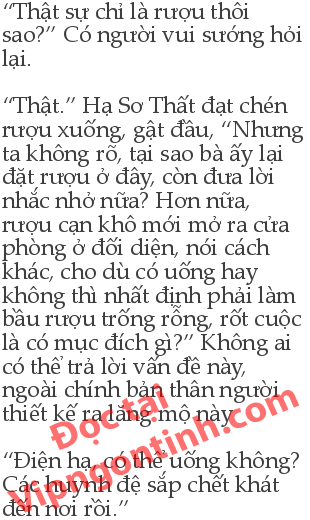 “Thật sự chỉ là rượu thôi
sao?” Có người vui sướng hỏi
lại.
“Thật.” Hạ Sơ Thất đạt chén
rượu xuống, gật đầu, “Nhưng
ta không rõ, tại sao bà ấy lại
đặt rượu ở đây, còn đưa lời
nhắc nhở nữa? Hơn nữa,
rượu cạn khô mới mở ra cửa
phòng ở đối diện, nói cách
khác, cho dù có uống hay
không thì nhất định phải làm
bầu rượu trống rỗng, rốt cuộc
là có mục đích gì?” Không ai
có thể trả lời vấn đề này,
ngoài chính bản thân người
thiết kế ra lăng mộ này.
“Điện hạ, có thể uống không?
Các huynh đệ sắp chết khát
đến nơi rồi.”
Đọc tại
Vipngontinh.com